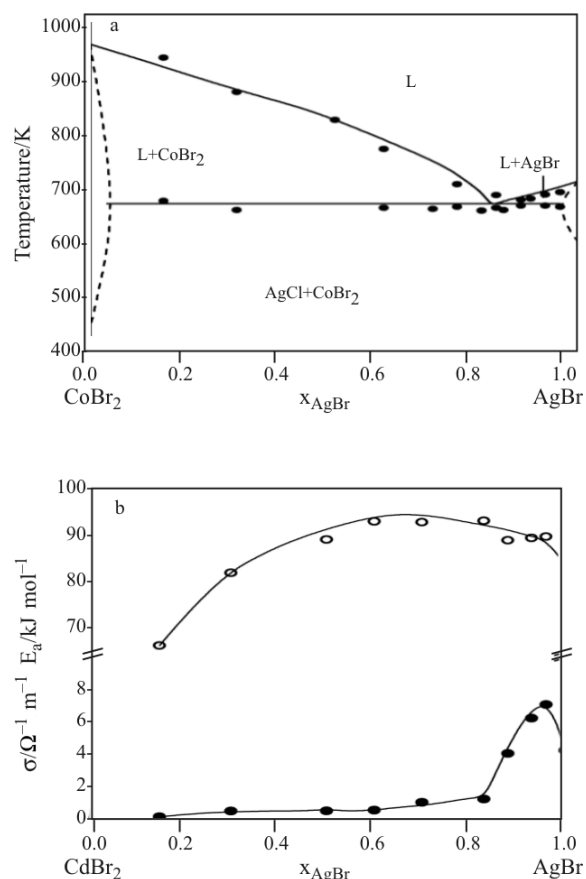 a
1000
900
800
700
600
500
400
Temperature/K
L
L+CoBr₂
L+AgBr
AgCl+CoBr₂
0.0 0.2 0.4 0.6 0.8 1.0
CoBr₂ xAgBr AgBr
b
100
90
80
70
8
6
4
2
0
σ/Ω⁻¹ m⁻¹ Eₐ/kJ mol⁻¹
0.0 0.2 0.4 0.6 0.8 1.0
CdBr₂ xAgBr AgBr